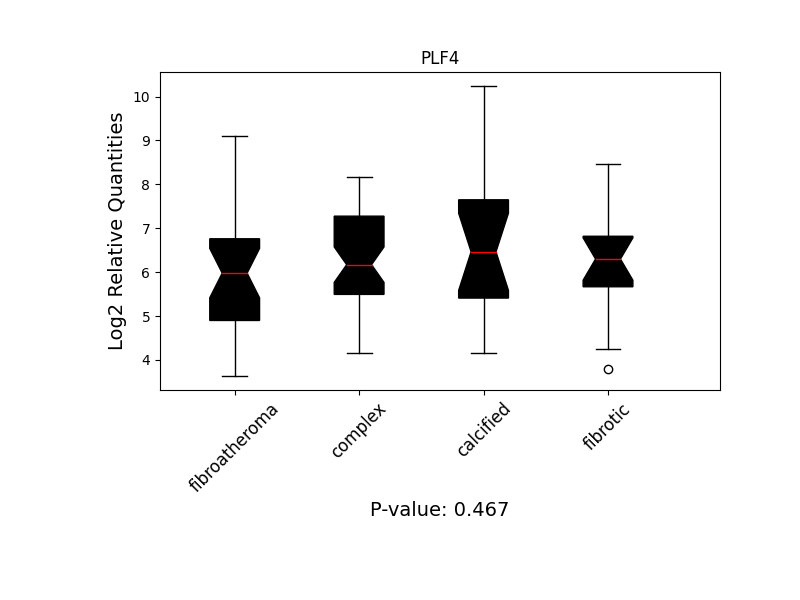 PLF4
Log2 Relative Quantities
10
9
8
7
6
5
4
fibroatheroma
complex
calcified
fibrotic
P-value: 0.467